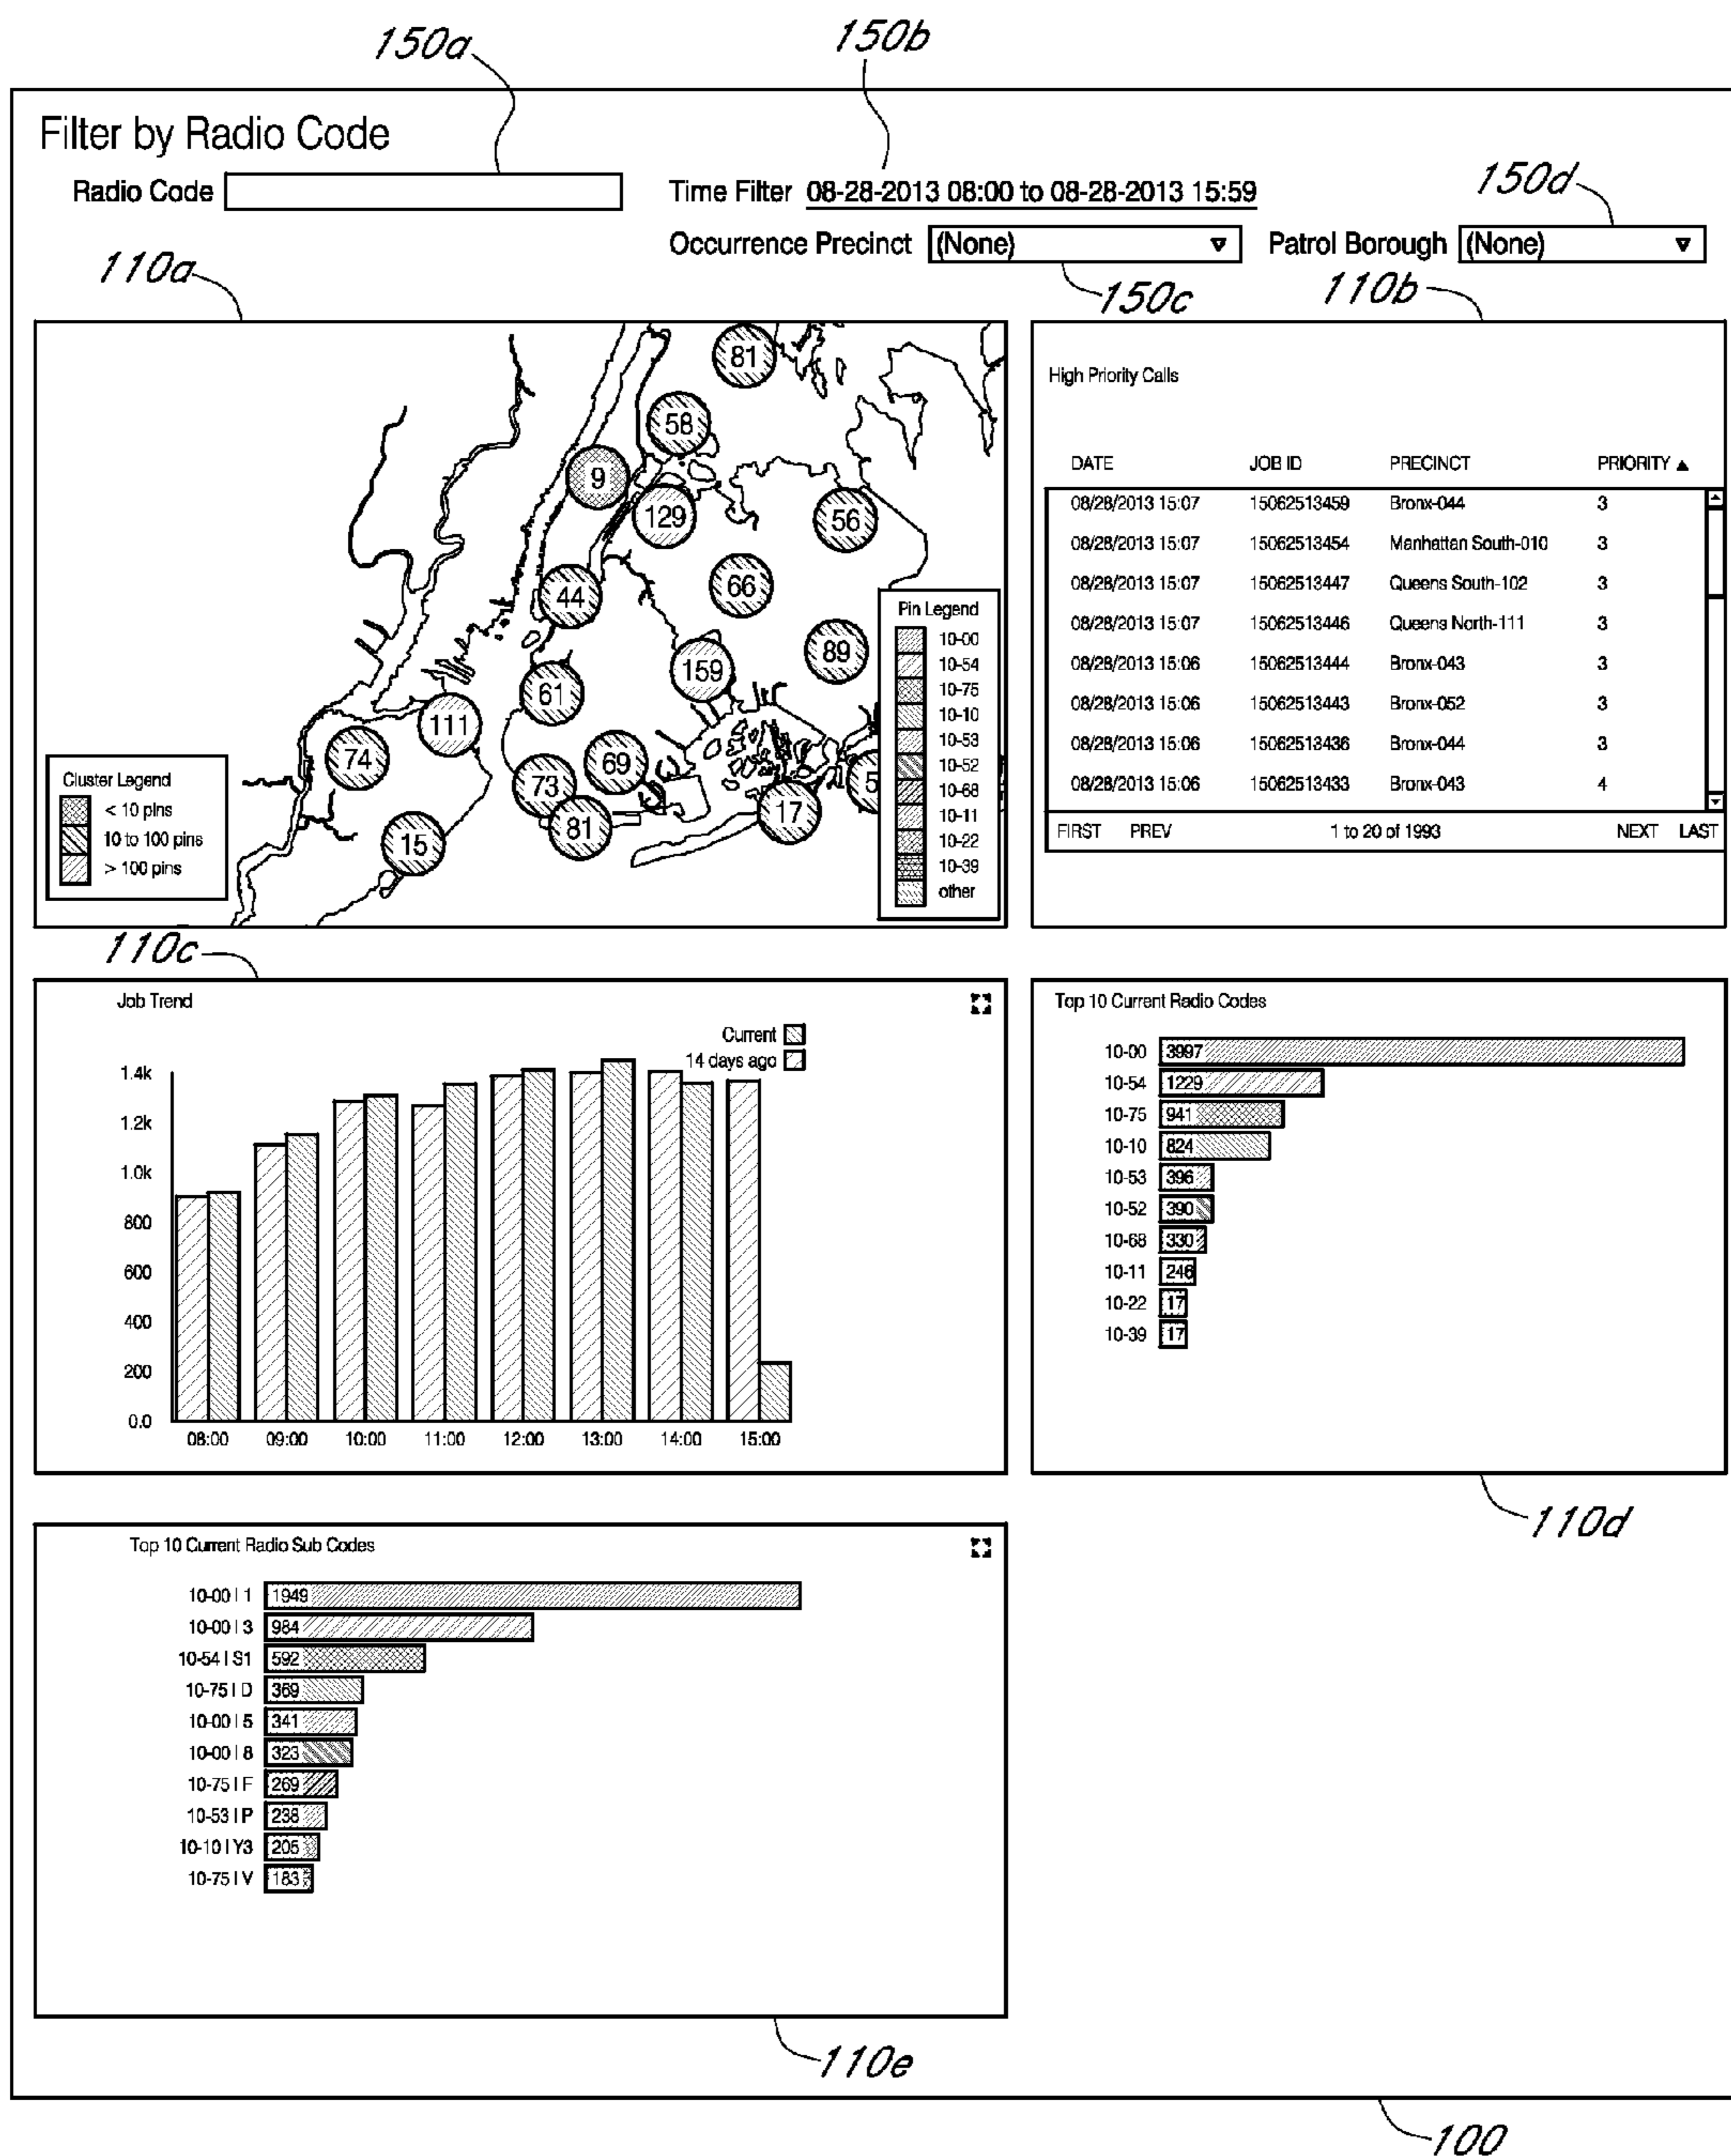 150a
150b
Filter by Radio Code
Radio Code
Time Filter 08-28-2013 08:00 to 08-28-2013 15:59
150d
Occurrence Precinct (None)
Patrol Borough (None)
110a
150c
110b
81
58
9
129
56
44
66
89
159
61
111
74
69
73
81
17
5
15
Cluster Legend
< 10 pins
10 to 100 pins
> 100 pins
Pin Legend
10-00
10-54
10-75
10-10
10-53
10-52
10-68
10-11
10-22
10-39
other
High Priority Calls
DATE JOB ID PRECINCT PRIORITY ▲
08/28/2013 15:07 15062513459 Bronx-044 3
08/28/2013 15:07 15062513454 Manhattan South-010 3
08/28/2013 15:07 15062513447 Queens South-102 3
08/28/2013 15:07 15062513446 Queens North-111 3
08/28/2013 15:06 15062513444 Bronx-043 3
08/28/2013 15:06 15062513443 Bronx-052 3
08/28/2013 15:06 15062513436 Bronx-044 3
08/28/2013 15:06 15062513433 Bronx-043 4
FIRST PREV 1 to 20 of 1993 NEXT LAST
110c
Job Trend
Current
14 days ago
1.4k
1.2k
1.0k
800
600
400
200
0.0
08:00 09:00 10:00 11:00 12:00 13:00 14:00 15:00
Top 10 Current Radio Codes
10-00 3997
10-54 1229
10-75 941
10-10 824
10-53 396
10-52 390
10-68 330
10-11 246
10-22 17
10-39 17
110d
Top 10 Current Radio Sub Codes
10-00 | 1 1949
10-00 | 3 984
10-54 | S1 592
10-75 | D 369
10-00 | 5 341
10-00 | 8 323
10-75 | F 269
10-53 | P 238
10-10 | Y3 205
10-75 | V 183
110e
100